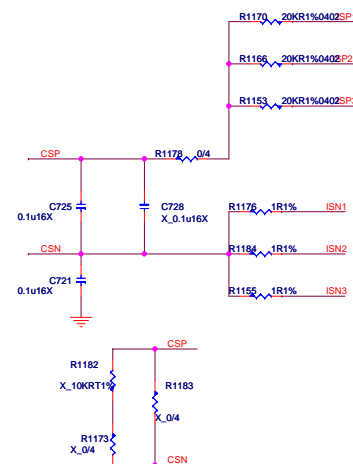 R1170 20KR1%0402 ISP1
R1166 20KR1%0402 ISP2
R1153 20KR1%0402
CSP
R1178 0/4
C725
0.1u16X
C728
X_0.1u16X
R1176 1R1% ISN1
CSN
R1184 1R1% ISN2
C721
0.1u16X
R1155 1R1% ISN3
CSP
R1182
X_10KRT1%
R1183
X_0/4
R1173
X_0/4
CSN